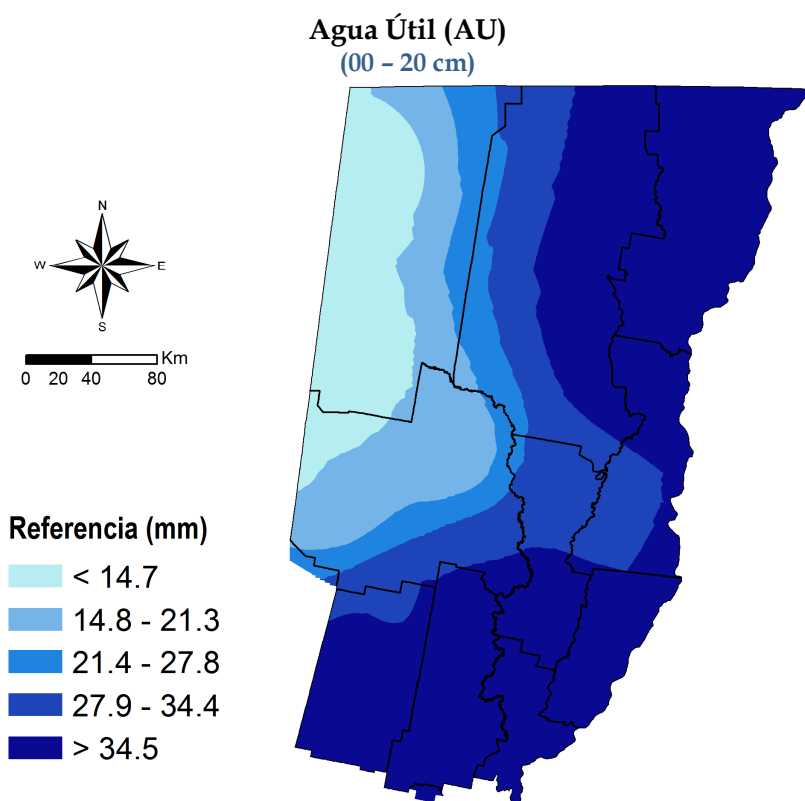 Agua Útil (AU)
(00 – 20 cm)
N
W
E
S
Km
0 20 40 80
Referencia (mm)
< 14.7
14.8 - 21.3
21.4 - 27.8
27.9 - 34.4
> 34.5